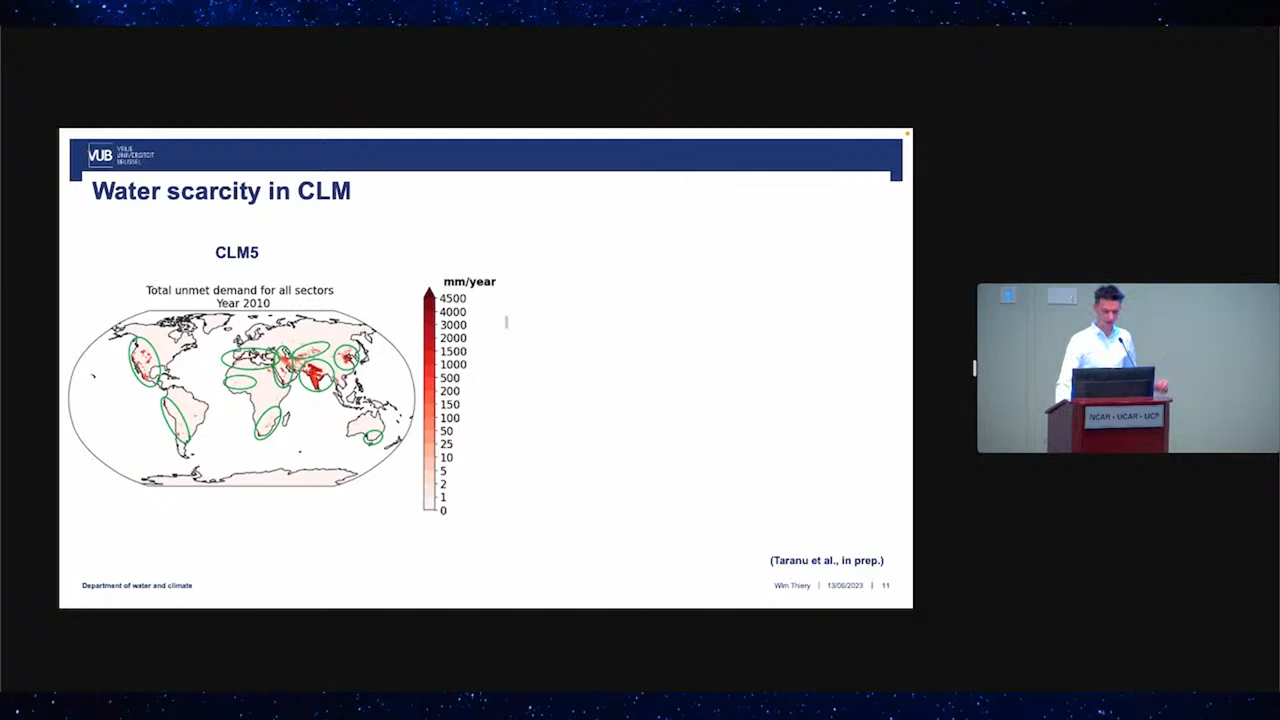 VUB
VRIJE
UNIVERSITEIT
BRUSSEL
Water scarcity in CLM
CLM5
Total unmet demand for all sectors
Year 2010
mm/year
4500
4000
3000
2000
1500
1000
500
200
150
100
50
25
10
5
2
1
0
(Taranu et al., in prep.)
Department of water and climate
Wim Thiery | 13/06/2023 | 11
NCAR • UCAR • UCP